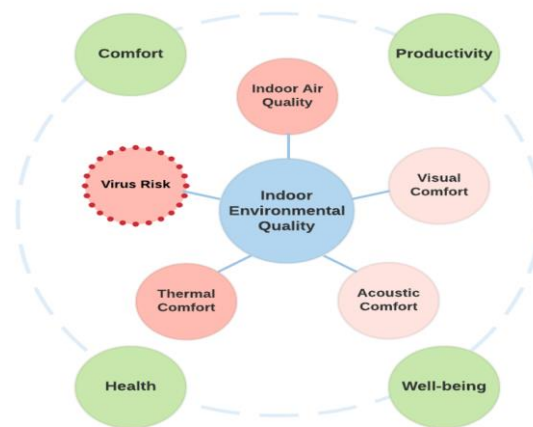 Comfort
Productivity
Indoor Air
Quality
Virus Risk
Visual
Comfort
Indoor
Environmental
Quality
Thermal
Comfort
Acoustic
Comfort
Health
Well-being